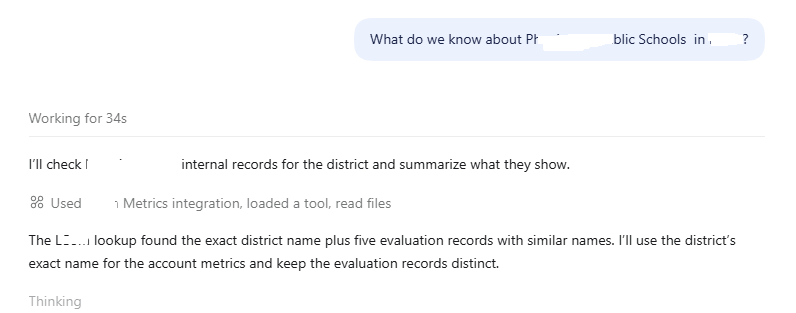 What do we know about Ph blic Schools in ?
Working for 34s
I'll check internal records for the district and summarize what they show.
Used Metrics integration, loaded a tool, read files
The lookup found the exact district name plus five evaluation records with similar names. I'll use the district's
exact name for the account metrics and keep the evaluation records distinct.
Thinking